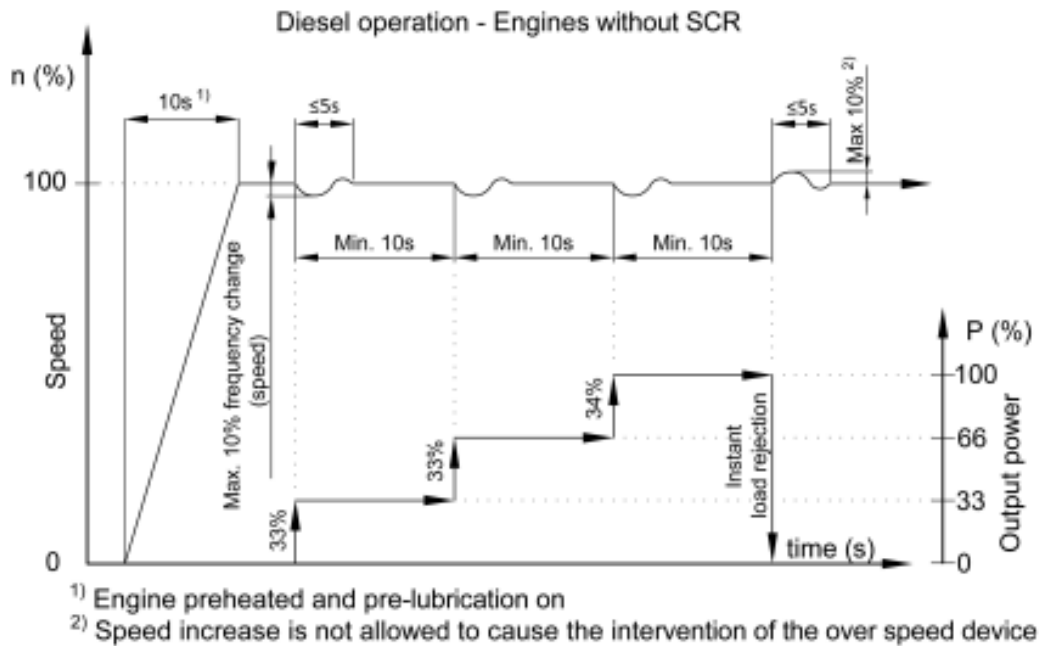 Diesel operation - Engines without SCR
n (%)
10s 1)
≤5s
≤5s
Max 10% 2)
100
Min. 10s
Min. 10s
Min. 10s
Max. 10% frequency change
(speed)
Speed
P (%)
100
66
33
0
Output power
33%
33%
34%
Instant
load rejection
0
time (s)
1) Engine preheated and pre-lubrication on
2) Speed increase is not allowed to cause the intervention of the over speed device